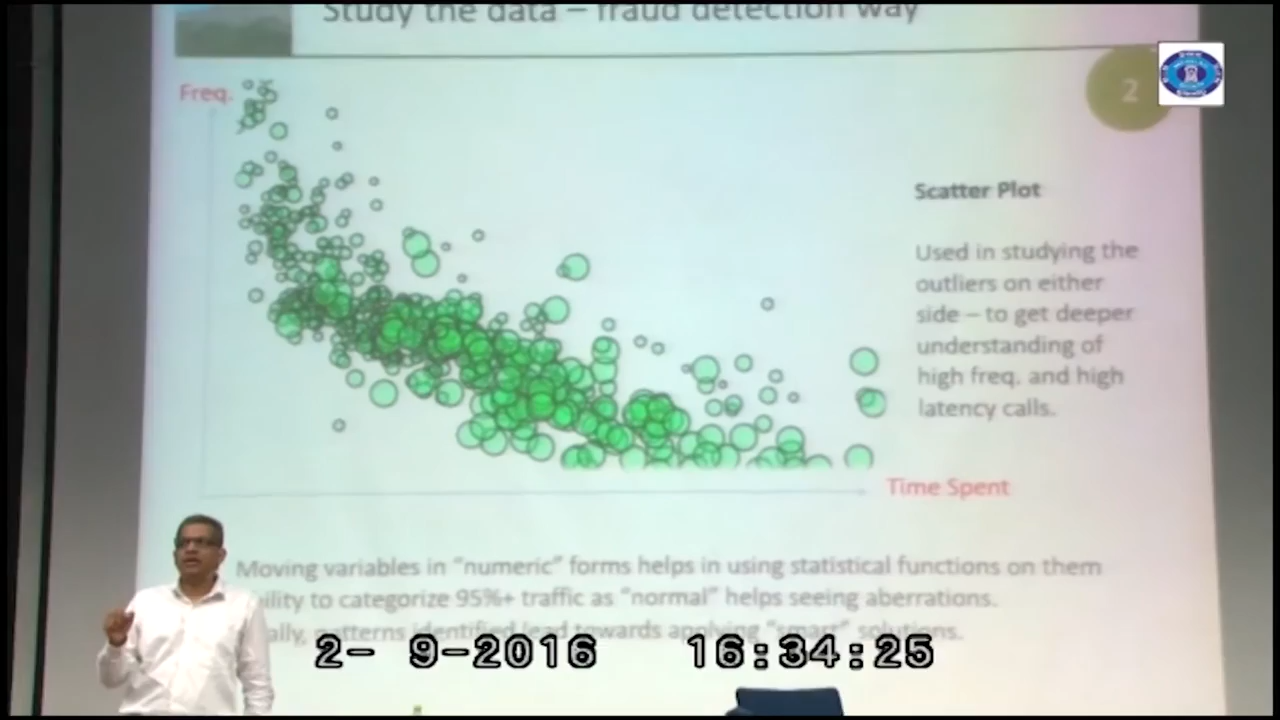 Study the data – fraud detection way
Freq.
2
Scatter Plot
Used in studying the
outliers on either
side – to get deeper
understanding of
high freq. and high
latency calls.
Time Spent
Moving variables in "numeric" forms helps in using statistical functions on them
to categorize 95%+ traffic as "normal" helps seeing aberrations.
patterns identified lead towards applying "smart" solutions.
2- 9-2016 16:34:25